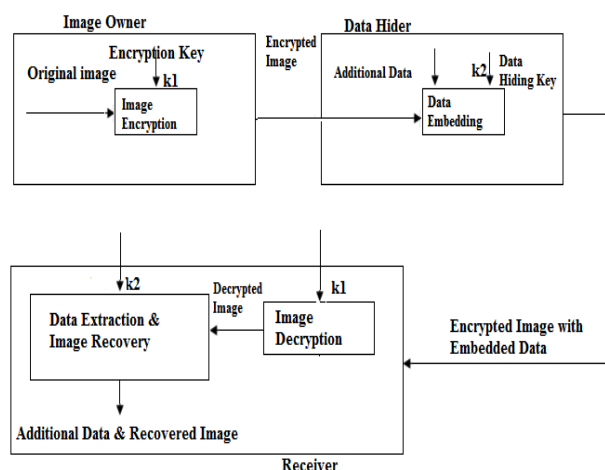 Image Owner
Data Hider
Encryption Key
Encrypted
Image
Original image
k1
Image
Encryption
Additional Data
k2
Data
Hiding Key
Data
Embedding
k2
k1
Decrypted
Image
Data Extraction &
Image Recovery
Image
Decryption
Encrypted Image with
Embedded Data
Additional Data & Recovered Image
Receiver